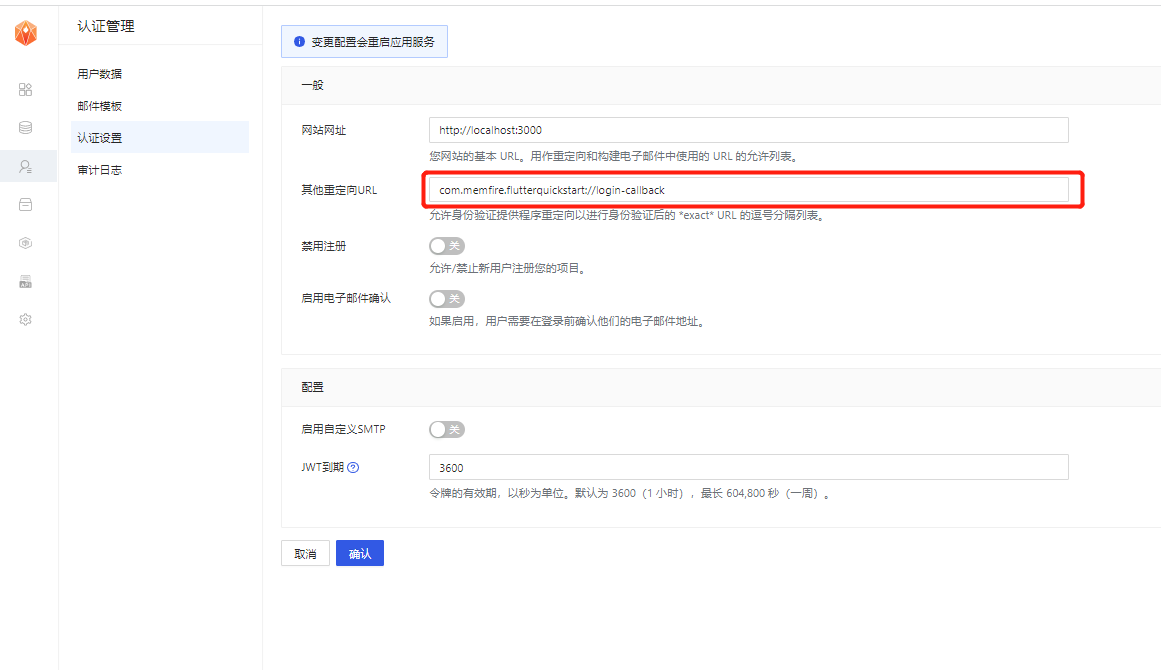 认证管理
用户数据
邮件模板
认证设置
审计日志
变更配置会重启应用服务
一般
网站网址
http://localhost:3000
您网站的基本 URL。用作重定向和构建电子邮件中使用的 URL 的允许列表。
其他重定向URL
com.memfire.flutterquickstart://login-callback
允许身份验证提供程序重定向以进行身份验证后的 *exact* URL 的逗号分隔列表。
禁用注册
关
允许/禁止新用户注册您的项目。
启用电子邮件确认
关
如果启用，用户需要在登录前确认他们的电子邮件地址。
配置
启用自定义SMTP
关
JWT到期
3600
令牌的有效期，以秒为单位。默认为 3600（1 小时），最长 604,800 秒（一周）。
取消
确认